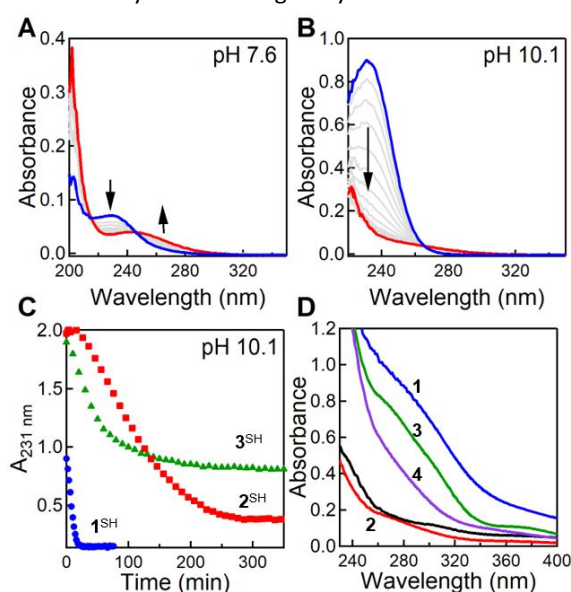 A
pH 7.6
Absorbance
0.4
0.3
0.2
0.1
0.0
200 240 280 320
Wavelength (nm)
B
pH 10.1
Absorbance
1.0
0.8
0.6
0.4
0.2
0.0
240 280 320
Wavelength (nm)
C
pH 10.1
A231 nm
2.0
1.5
1.0
0.5
3SH
2SH
1SH
0 100 200 300
Time (min)
D
Absorbance
1.2
1.0
0.8
0.6
0.4
0.2
0.0
1
3
4
2
240 280 320 360 400
Wavelength (nm)